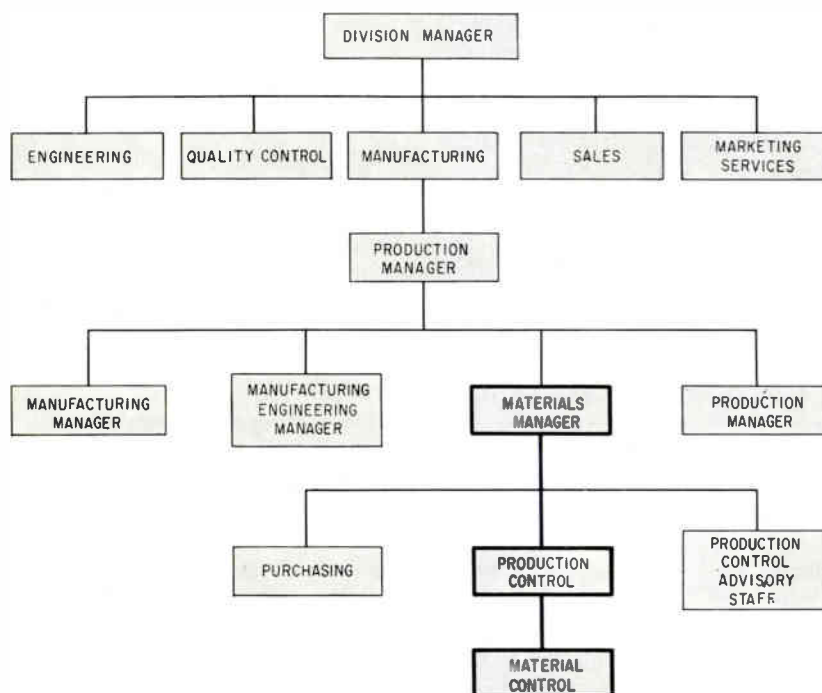 DIVISION MANAGER
ENGINEERING
QUALITY CONTROL
MANUFACTURING
SALES
MARKETING
SERVICES
PRODUCTION
MANAGER
MANUFACTURING
MANAGER
MANUFACTURING
ENGINEERING
MANAGER
MATERIALS
MANAGER
PRODUCTION
MANAGER
PURCHASING
PRODUCTION
CONTROL
PRODUCTION
CONTROL
ADVISORY
STAFF
MATERIAL
CONTROL